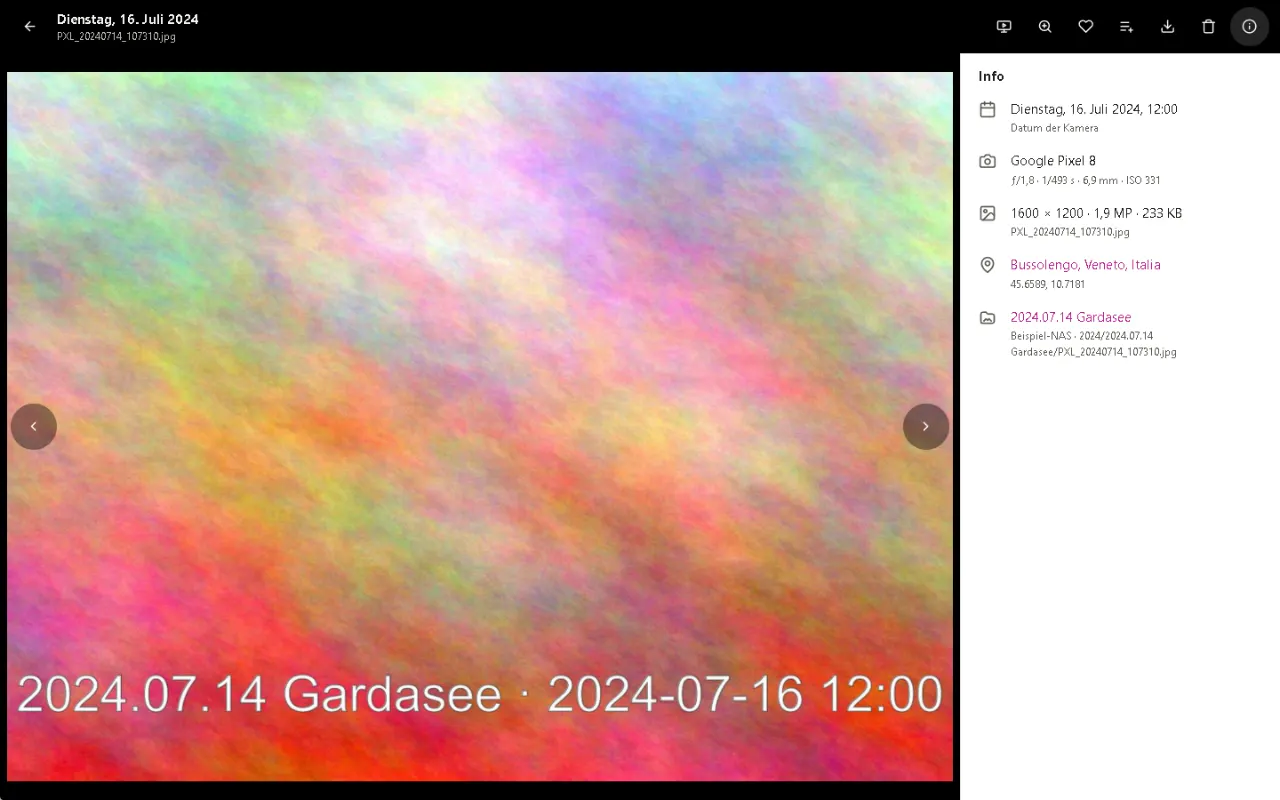 Dienstag, 16. Juli 2024
PXL_20240714_107310.jpg
Info
Dienstag, 16. Juli 2024, 12:00
Datum der Kamera
Google Pixel 8
ƒ/1,8 · 1/493 s · 6,9 mm · ISO 331
1600 × 1200 · 1,9 MP · 233 KB
PXL_20240714_107310.jpg
Bussolengo, Veneto, Italia
45.6589, 10.7181
2024.07.14 Gardasee
Beispiel-NAS · 2024/2024.07.14
Gardasee/PXL_20240714_107310.jpg
2024.07.14 Gardasee · 2024-07-16 12:00